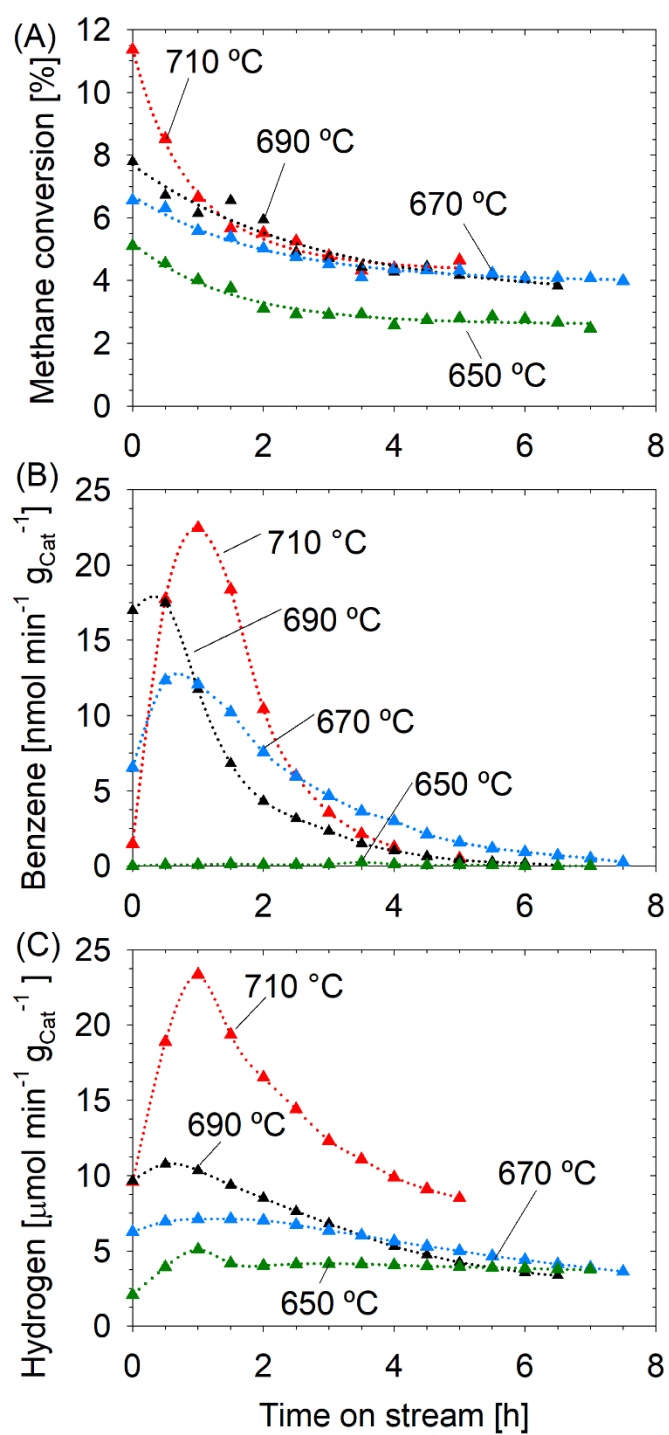 (A)
Methane conversion [%]
12
10
8
6
4
2
0
710 ºC
690 ºC
670 ºC
650 ºC
0 2 4 6 8
(B)
Benzene [nmol min⁻¹ g_Cat⁻¹]
25
20
15
10
5
0
710 °C
690 ºC
670 ºC
650 ºC
0 2 4 6 8
(C)
Hydrogen [μmol min⁻¹ g_Cat⁻¹ ]
25
20
15
10
5
0
710 °C
690 ºC
670 ºC
650 ºC
0 2 4 6 8
Time on stream [h]